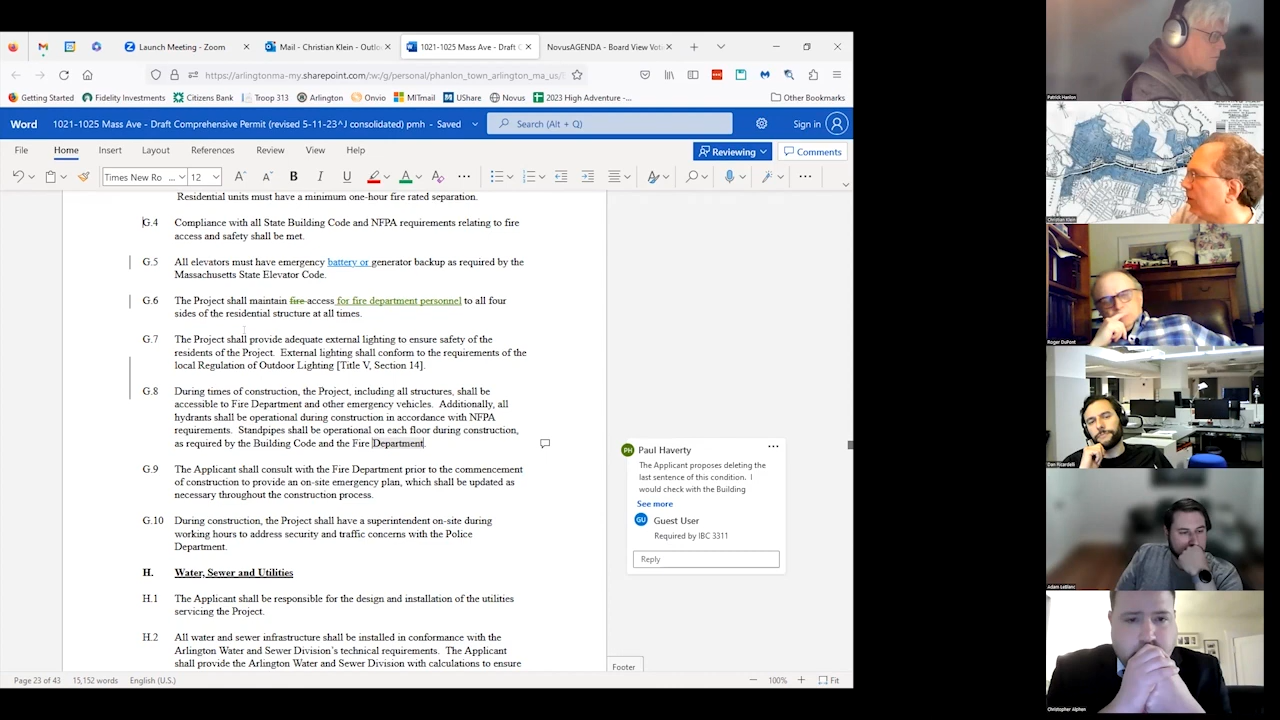 Launch Meeting - Zoom
Mail - Christian Klein - Outlo
1021-1025 Mass Ave - Draft C
NovusAGENDA - Board View Vot
https://arlingtonma-my.sharepoint.com/:w:/g/personal/phanlon_town_arlington_ma_us/
Getting Started
Fidelity Investments
Citizens Bank
Troop 313
Arlington
Onvio
MITmail
UShare
Novus
2023 High Adventure -...
Other Bookmarks
Word
1021-1025 Mass Ave - Draft Comprehensive Permit (revised 5-11-23^J consolidated) pmh - Saved
Search (Alt + Q)
sign in
File Home Insert Layout References Review View Help
Reviewing
Comments
Times New Ro ... 12
Residential units must have a minimum one-hour fire rated separation.
G.4 Compliance with all State Building Code and NFPA requirements relating to fire
access and safety shall be met.
G.5 All elevators must have emergency battery or generator backup as required by the
Massachusetts State Elevator Code.
G.6 The Project shall maintain fire access for fire department personnel to all four
sides of the residential structure at all times.
G.7 The Project shall provide adequate external lighting to ensure safety of the
residents of the Project. External lighting shall conform to the requirements of the
local Regulation of Outdoor Lighting [Title V, Section 14].
G.8 During times of construction, the Project, including all structures, shall be
accessible to Fire Department and other emergency vehicles. Additionally, all
hydrants shall be operational during construction in accordance with NFPA
requirements. Standpipes shall be operational on each floor during construction,
as required by the Building Code and the Fire Department.
G.9 The Applicant shall consult with the Fire Department prior to the commencement
of construction to provide an on-site emergency plan, which shall be updated as
necessary throughout the construction process.
G.10 During construction, the Project shall have a superintendent on-site during
working hours to address security and traffic concerns with the Police
Department.
H. Water, Sewer and Utilities
H.1 The Applicant shall be responsible for the design and installation of the utilities
servicing the Project.
H.2 All water and sewer infrastructure shall be installed in conformance with the
Arlington Water and Sewer Division's technical requirements. The Applicant
shall provide the Arlington Water and Sewer Division with calculations to ensure
PH Paul Haverty
The Applicant proposes deleting the
last sentence of this condition. I
would check with the Building
See more
GU Guest User
Required by IBC 3311
Reply
Footer
Page 23 of 43 15,152 words English (U.S.)
100% Fit
Patrick Hanlon
Christian Klein
Roger DuPont
Dan Ricardelli
Adam LeBlanc
Christopher Alphen